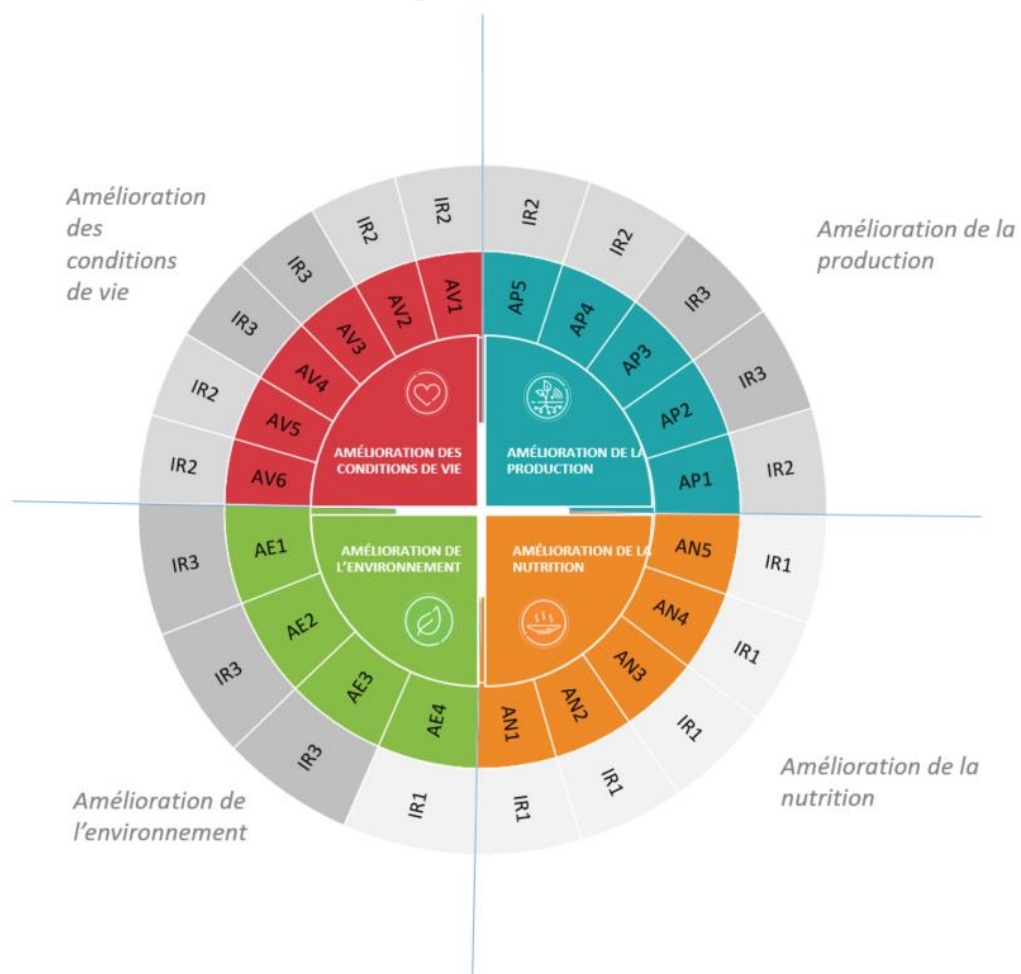 Amélioration
des
conditions
de vie
Amélioration de la
production
Amélioration de
l'environnement
Amélioration de la
nutrition
IR2
IR2
IR3
IR3
IR2
IR2
AV1
AV2
AV3
AV4
AV5
AV6
AMÉLIORATION DES
CONDITIONS DE VIE
IR2
IR2
IR3
IR3
IR2
AP5
AP4
AP3
AP2
AP1
AMÉLIORATION DE LA
PRODUCTION
AMÉLIORATION DE
L'ENVIRONNEMENT
AE1
AE2
AE3
AE4
IR3
IR3
IR3
IR1
AMÉLIORATION DE LA
NUTRITION
AN5
AN4
AN3
AN2
AN1
IR1
IR1
IR1
IR1
IR1